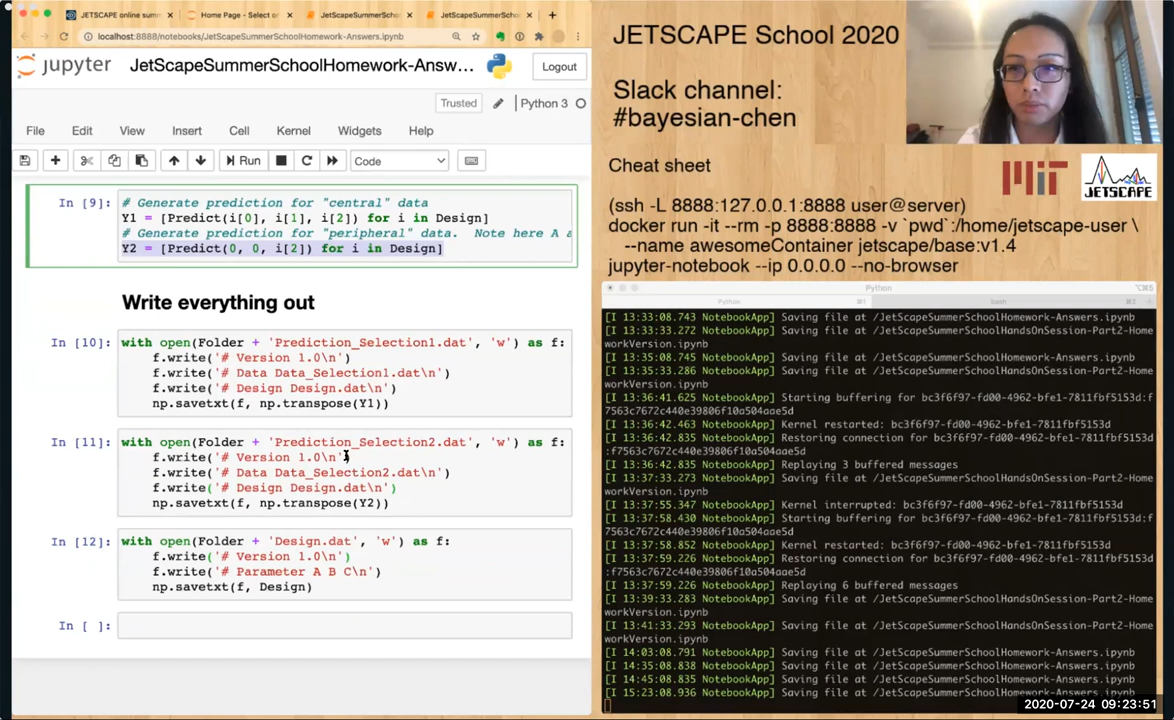 JETSCAPE online summ
Home Page - Select or
JetScapeSummerSchool
JetScapeSummerSchool
localhost:8888/notebooks/JetScapeSummerSchoolHomework-Answers.ipynb
jupyter
JetScapeSummerSchoolHomework-Answ...
Logout
Trusted
Python 3
File Edit View Insert Cell Kernel Widgets Help
Run
Code
In [9]:
# Generate prediction for "central" data
Y1 = [Predict(i[0], i[1], i[2]) for i in Design]
# Generate prediction for "peripheral" data. Note here A a
Y2 = [Predict(0, 0, i[2]) for i in Design]
Write everything out
In [10]:
with open(Folder + 'Prediction_Selection1.dat', 'w') as f:
f.write('# Version 1.0\n')
f.write('# Data Data_Selection1.dat\n')
f.write('# Design Design.dat\n')
np.savetxt(f, np.transpose(Y1))
In [11]:
with open(Folder + 'Prediction_Selection2.dat', 'w') as f:
f.write('# Version 1.0\n')
f.write('# Data Data_Selection2.dat\n')
f.write('# Design Design.dat\n')
np.savetxt(f, np.transpose(Y2))
In [12]:
with open(Folder + 'Design.dat', 'w') as f:
f.write('# Version 1.0\n')
f.write('# Parameter A B C\n')
np.savetxt(f, Design)
In [ ]:
JETSCAPE School 2020
Slack channel:
#bayesian-chen
Cheat sheet
MIT
JETSCAPE
(ssh -L 8888:127.0.0.1:8888 user@server)
docker run -it --rm -p 8888:8888 -v `pwd`:/home/jetscape-user \
--name awesomeContainer jetscape/base:v1.4
jupyter-notebook --ip 0.0.0.0 --no-browser
Python
Python
bash
[I 13:33:08.743 NotebookApp] Saving file at /JetScapeSummerSchoolHomework-Answers.ipynb
[I 13:33:33.272 NotebookApp] Saving file at /JetScapeSummerSchoolHandsOnSession-Part2-Home
workVersion.ipynb
[I 13:35:08.745 NotebookApp] Saving file at /JetScapeSummerSchoolHomework-Answers.ipynb
[I 13:35:33.286 NotebookApp] Saving file at /JetScapeSummerSchoolHandsOnSession-Part2-Home
workVersion.ipynb
[I 13:36:41.625 NotebookApp] Starting buffering for bc3f6f97-fd00-4962-bfe1-7811fbf5153d:f
7563c7672c440e39806f10a504aae5d
[I 13:36:42.463 NotebookApp] Kernel restarted: bc3f6f97-fd00-4962-bfe1-7811fbf5153d
[I 13:36:42.835 NotebookApp] Restoring connection for bc3f6f97-fd00-4962-bfe1-7811fbf5153d
:f7563c7672c440e39806f10a504aae5d
[I 13:36:42.835 NotebookApp] Replaying 3 buffered messages
[I 13:37:33.273 NotebookApp] Saving file at /JetScapeSummerSchoolHandsOnSession-Part2-Home
workVersion.ipynb
[I 13:37:55.347 NotebookApp] Kernel interrupted: bc3f6f97-fd00-4962-bfe1-7811fbf5153d
[I 13:37:58.430 NotebookApp] Starting buffering for bc3f6f97-fd00-4962-bfe1-7811fbf5153d:f
7563c7672c440e39806f10a504aae5d
[I 13:37:58.852 NotebookApp] Kernel restarted: bc3f6f97-fd00-4962-bfe1-7811fbf5153d
[I 13:37:59.226 NotebookApp] Restoring connection for bc3f6f97-fd00-4962-bfe1-7811fbf5153d
:f7563c7672c440e39806f10a504aae5d
[I 13:37:59.226 NotebookApp] Replaying 6 buffered messages
[I 13:39:33.283 NotebookApp] Saving file at /JetScapeSummerSchoolHandsOnSession-Part2-Home
workVersion.ipynb
[I 13:41:33.293 NotebookApp] Saving file at /JetScapeSummerSchoolHandsOnSession-Part2-Home
workVersion.ipynb
[I 14:03:08.791 NotebookApp] Saving file at /JetScapeSummerSchoolHomework-Answers.ipynb
[I 14:35:08.838 NotebookApp] Saving file at /JetScapeSummerSchoolHomework-Answers.ipynb
[I 14:45:08.835 NotebookApp] Saving file at /JetScapeSummerSchoolHomework-Answers.ipynb
[I 15:23:08.936 NotebookApp] Saving file at /JetScapeSummerSchoolHomework-Answers.ipynb
2020-07-24 09:23:51